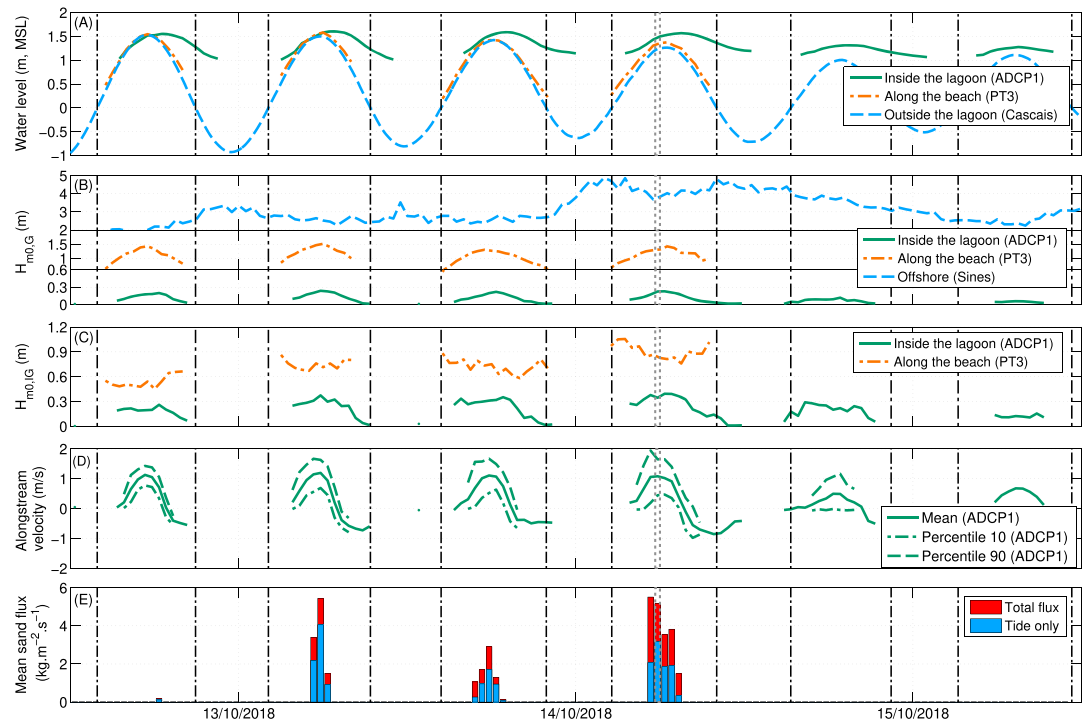 (A)
Water level (m, MSL)
2
1.5
1
0.5
0
−0.5
−1
Inside the lagoon (ADCP1)
Along the beach (PT3)
Outside the lagoon (Cascais)
(B)
Hm0,G (m)
5
4
3
2
1.5
1
0.6
0.3
0
Inside the lagoon (ADCP1)
Along the beach (PT3)
Offshore (Sines)
(C)
Hm0,IG (m)
1.2
0.9
0.6
0.3
0
Inside the lagoon (ADCP1)
Along the beach (PT3)
(D)
Alongstream
velocity (m/s)
2
1
0
−1
−2
Mean (ADCP1)
Percentile 10 (ADCP1)
Percentile 90 (ADCP1)
(E)
Mean sand flux
(kg.m−2.s−1)
6
4
2
0
Total flux
Tide only
13/10/2018
14/10/2018
15/10/2018